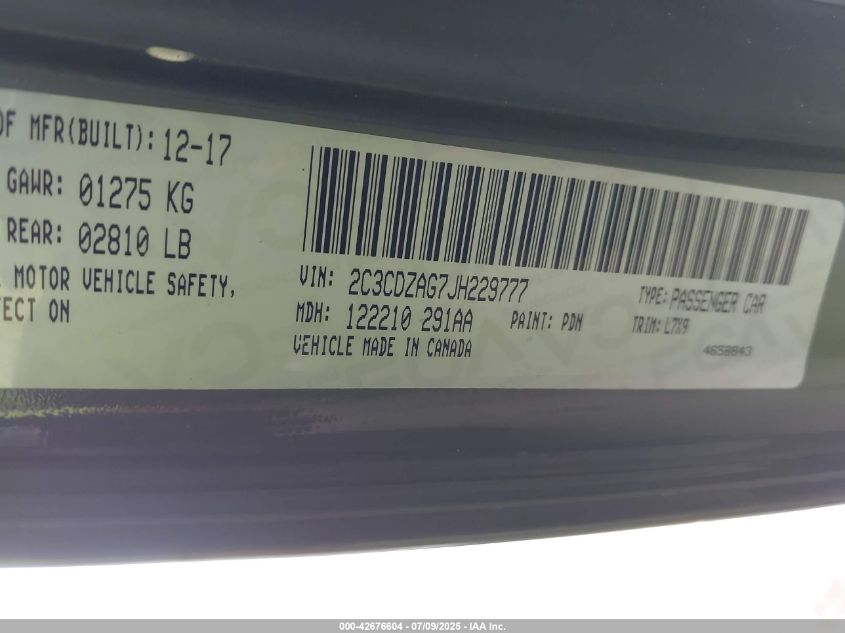 OF MFR(BUILT): 12-17
GAWR: 01275 KG
REAR: 02810 LB
MOTOR VEHICLE SAFETY,
ECT ON
VIN: 2C3CDZAG7JH229777
TYPE: PASSENGER CAR
MDH: 122210 291AA
PAINT: PDN
TRIM: L7X9
VEHICLE MADE IN CANADA
4659843
000-42676604 - 07/09/2025 - IAA Inc.